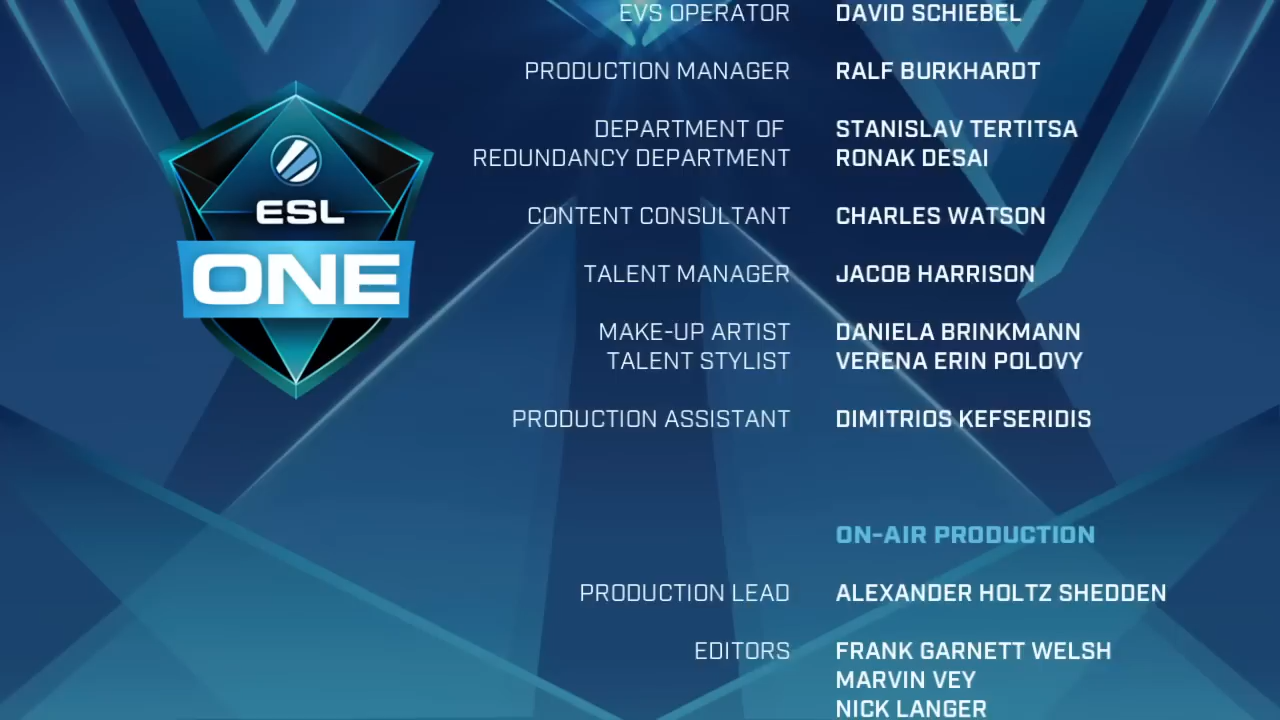 EVS OPERATOR DAVID SCHIEBEL
PRODUCTION MANAGER RALF BURKHARDT
DEPARTMENT OF STANISLAV TERTITSA
REDUNDANCY DEPARTMENT RONAK DESAI
CONTENT CONSULTANT CHARLES WATSON
TALENT MANAGER JACOB HARRISON
MAKE-UP ARTIST DANIELA BRINKMANN
TALENT STYLIST VERENA ERIN POLOVY
PRODUCTION ASSISTANT DIMITRIOS KEFSERIDIS
ESL
ONE
ON-AIR PRODUCTION
PRODUCTION LEAD ALEXANDER HOLTZ SHEDDEN
EDITORS FRANK GARNETT WELSH
MARVIN VEY
NICK LANGER